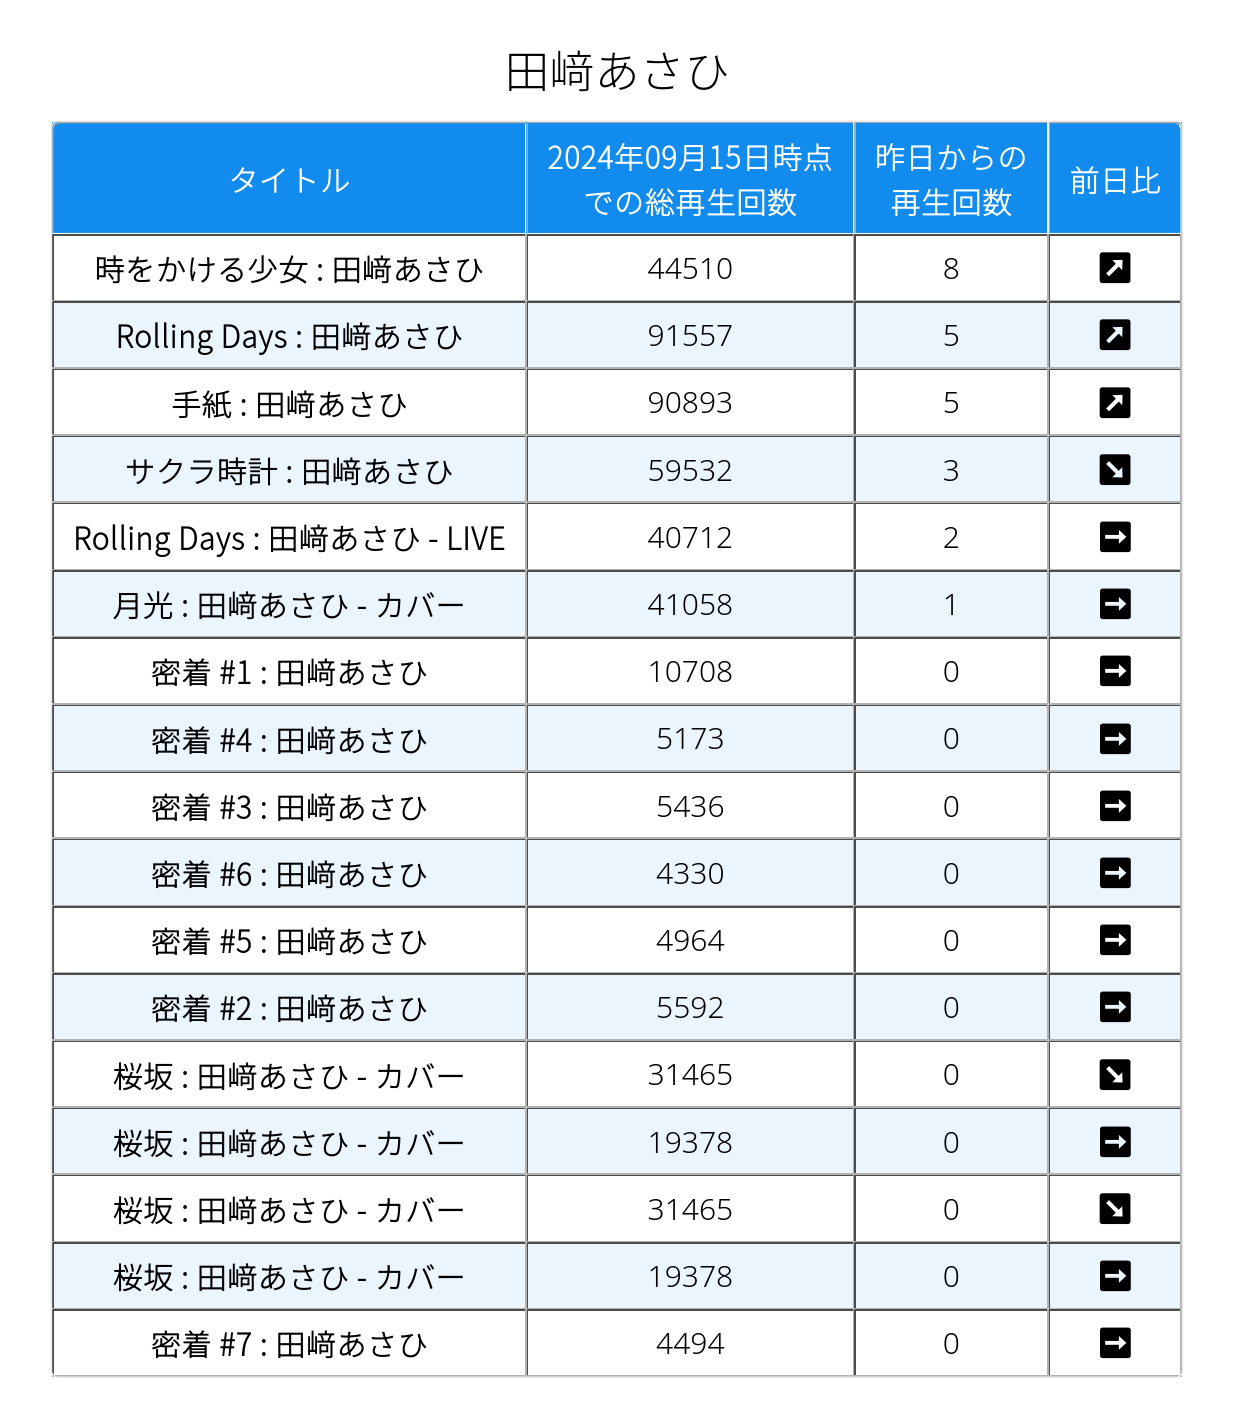 田﨑あさひ
タイトル 2024年09月15日時点での総再生回数 昨日からの再生回数 前日比
時をかける少女 : 田﨑あさひ 44510 8 ↗
Rolling Days : 田﨑あさひ 91557 5 ↗
手紙 : 田﨑あさひ 90893 5 ↗
サクラ時計 : 田﨑あさひ 59532 3 ↘
Rolling Days : 田﨑あさひ - LIVE 40712 2 →
月光 : 田﨑あさひ - カバー 41058 1 →
密着 #1 : 田﨑あさひ 10708 0 →
密着 #4 : 田﨑あさひ 5173 0 →
密着 #3 : 田﨑あさひ 5436 0 →
密着 #6 : 田﨑あさひ 4330 0 →
密着 #5 : 田﨑あさひ 4964 0 →
密着 #2 : 田﨑あさひ 5592 0 →
桜坂 : 田﨑あさひ - カバー 31465 0 ↘
桜坂 : 田﨑あさひ - カバー 19378 0 →
桜坂 : 田﨑あさひ - カバー 31465 0 ↘
桜坂 : 田﨑あさひ - カバー 19378 0 →
密着 #7 : 田﨑あさひ 4494 0 →